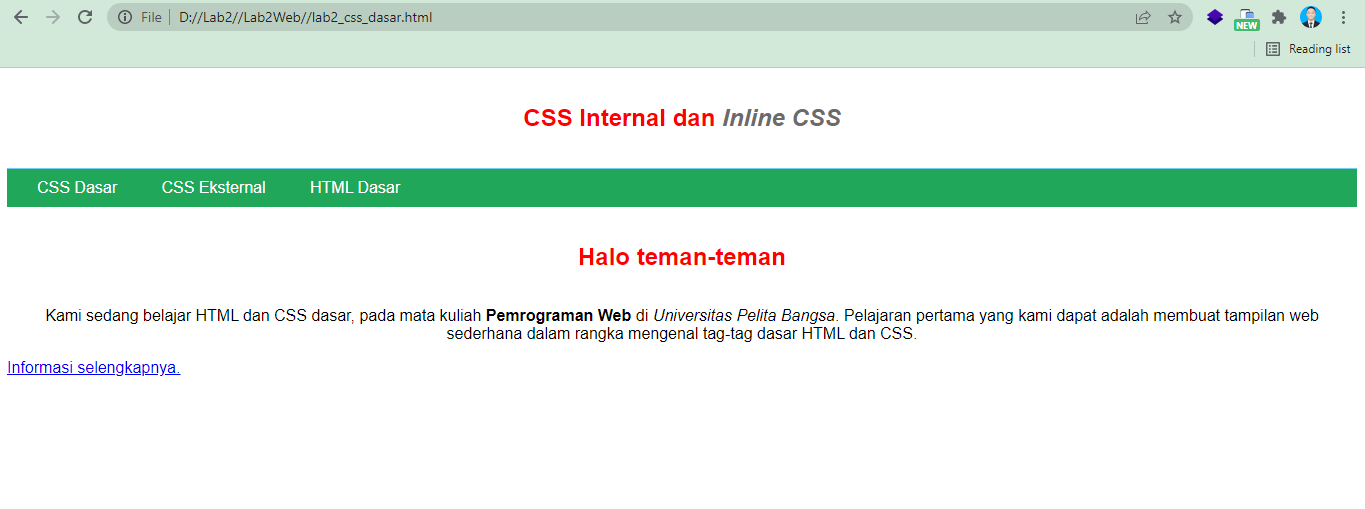 File D://Lab2//Lab2Web//lab2_css_dasar.html NEW
Reading list
CSS Internal dan Inline CSS
CSS Dasar CSS Eksternal HTML Dasar
Halo teman-teman
Kami sedang belajar HTML dan CSS dasar, pada mata kuliah Pemrograman Web di Universitas Pelita Bangsa. Pelajaran pertama yang kami dapat adalah membuat tampilan web
sederhana dalam rangka mengenal tag-tag dasar HTML dan CSS.
Informasi selengkapnya.